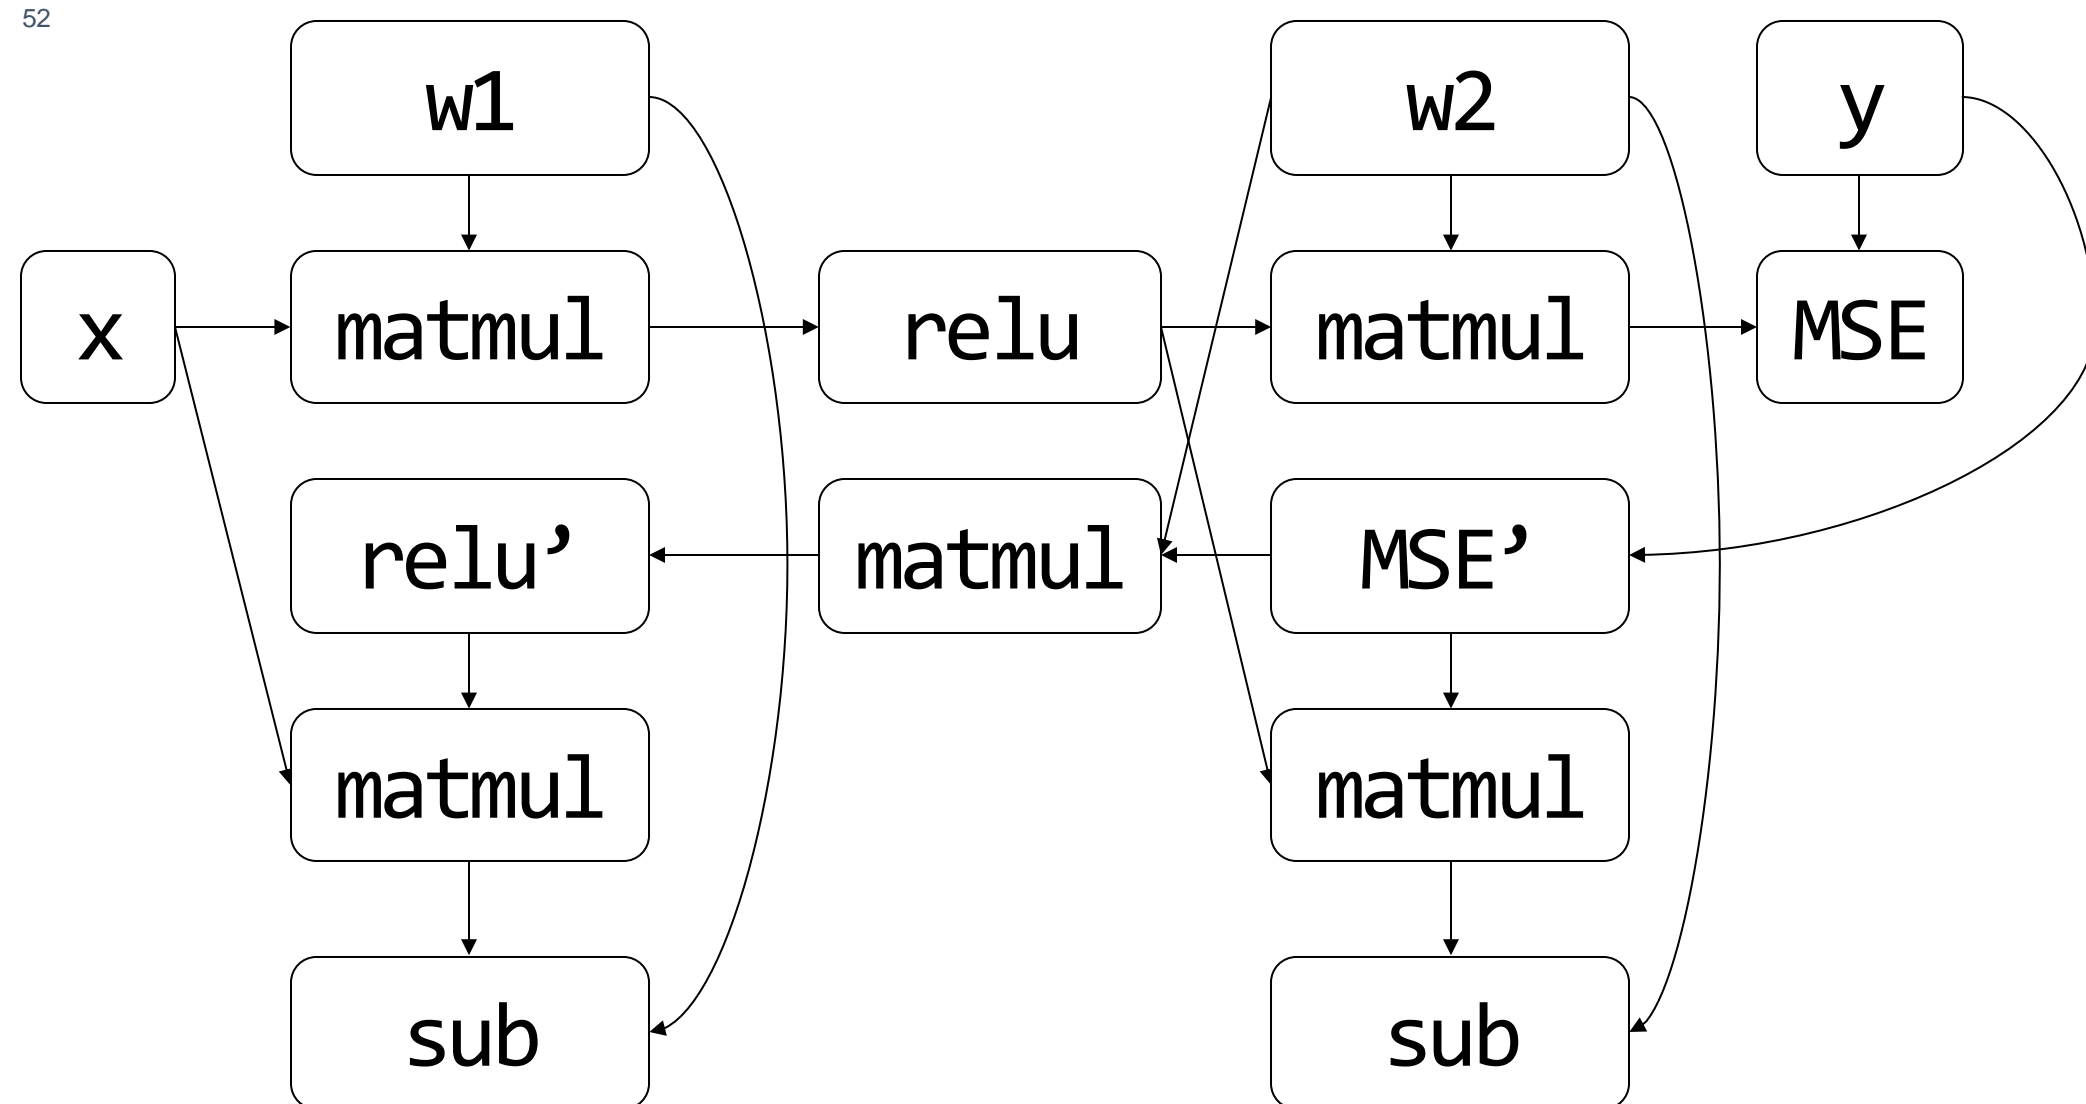 52
w1
w2
y
x
matmul
relu
matmul
MSE
relu’
matmul
MSE’
matmul
matmul
sub
sub